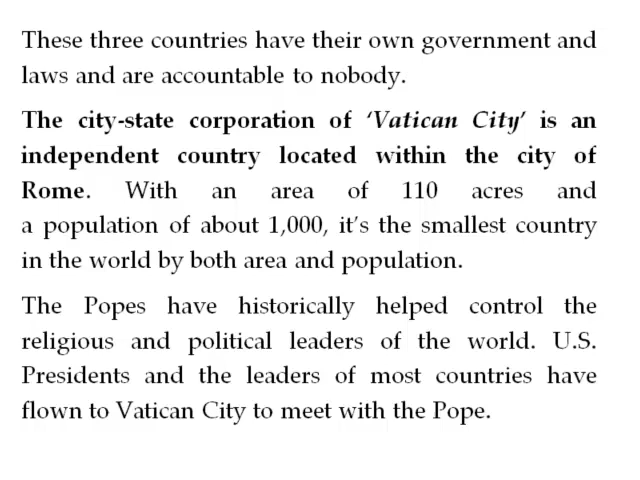 These three countries have their own government and
laws and are accountable to nobody.
The city-state corporation of ‘Vatican City’ is an
independent country located within the city of
Rome. With an area of 110 acres and
a population of about 1,000, it’s the smallest country
in the world by both area and population.
The Popes have historically helped control the
religious and political leaders of the world. U.S.
Presidents and the leaders of most countries have
flown to Vatican City to meet with the Pope.